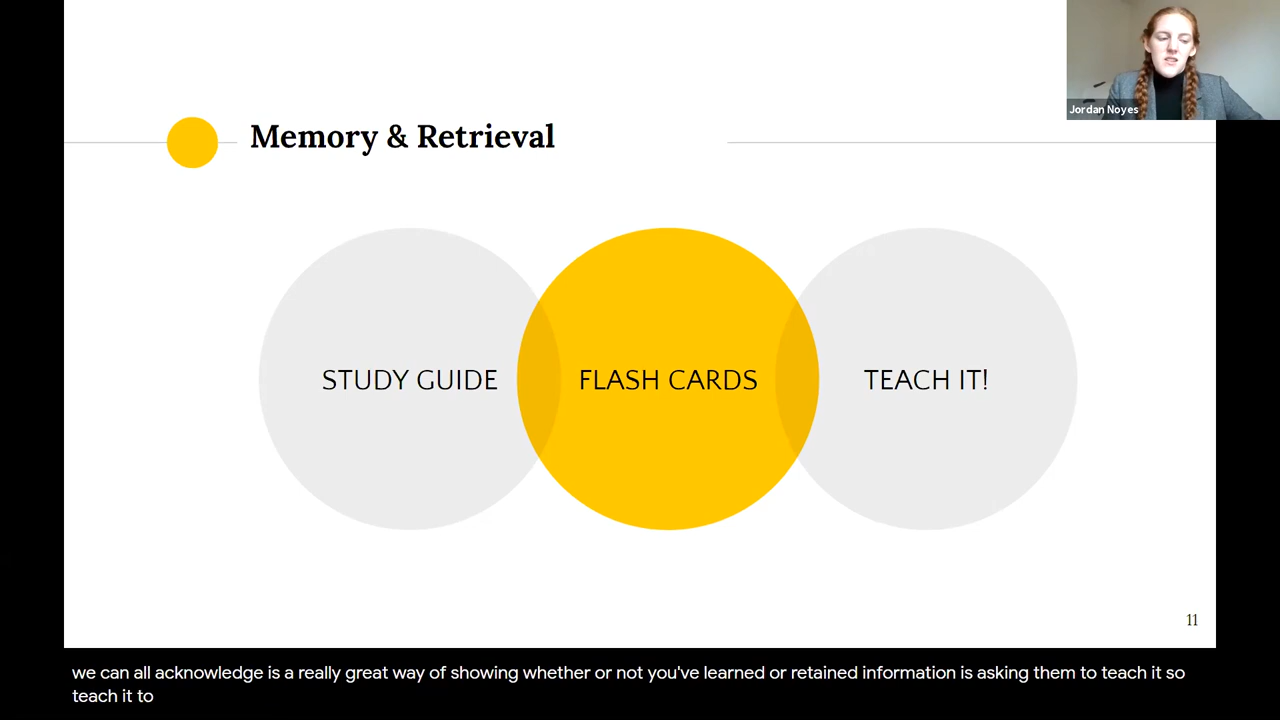 Jordan Noyes
Memory & Retrieval
STUDY GUIDE
FLASH CARDS
TEACH IT!
11
we can all acknowledge is a really great way of showing whether or not you've learned or retained information is asking them to teach it so
teach it to